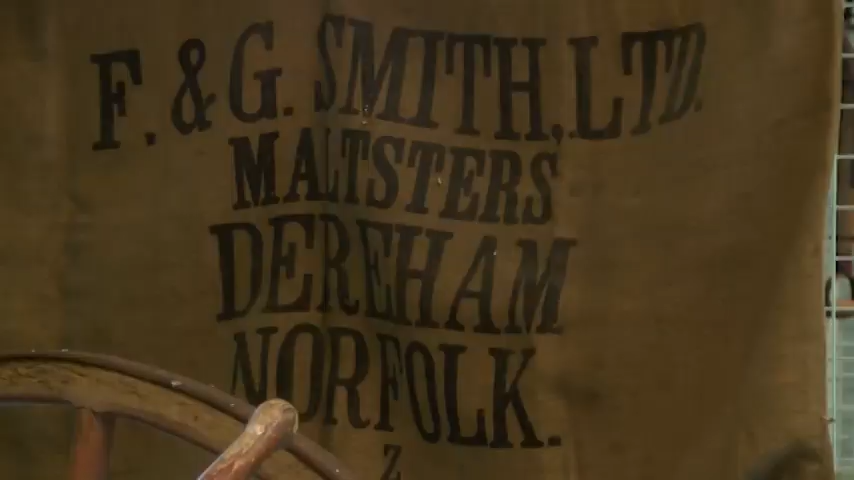 F. & G. SMITH, LTD.
MALTSTERS
DEREHAM
NORFOLK.
Z